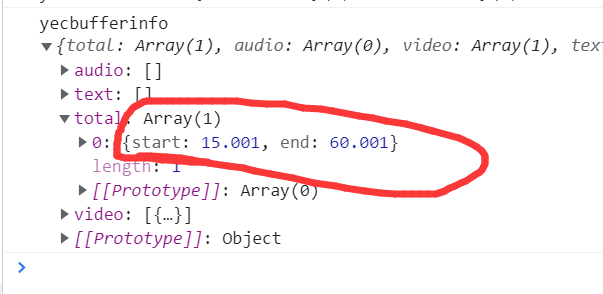 yecbufferinfo
▼{total: Array(1), audio: Array(0), video: Array(1), tex
▶ audio: []
▶ text: []
▼ total: Array(1)
▶ 0: {start: 15.001, end: 60.001}
length: 1
▶ [[Prototype]]: Array(0)
▶ video: [{…}]
▶ [[Prototype]]: Object
>